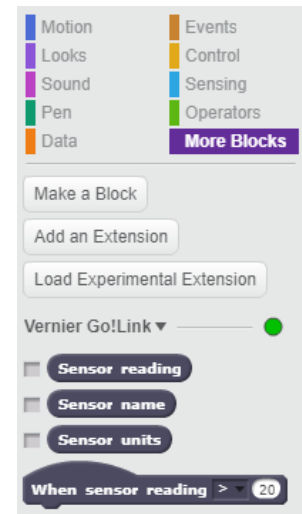 Motion
Events
Looks
Control
Sound
Sensing
Pen
Operators
Data
More Blocks
Make a Block
Add an Extension
Load Experimental Extension
Vernier Go!Link
Sensor reading
Sensor name
Sensor units
When sensor reading > 20